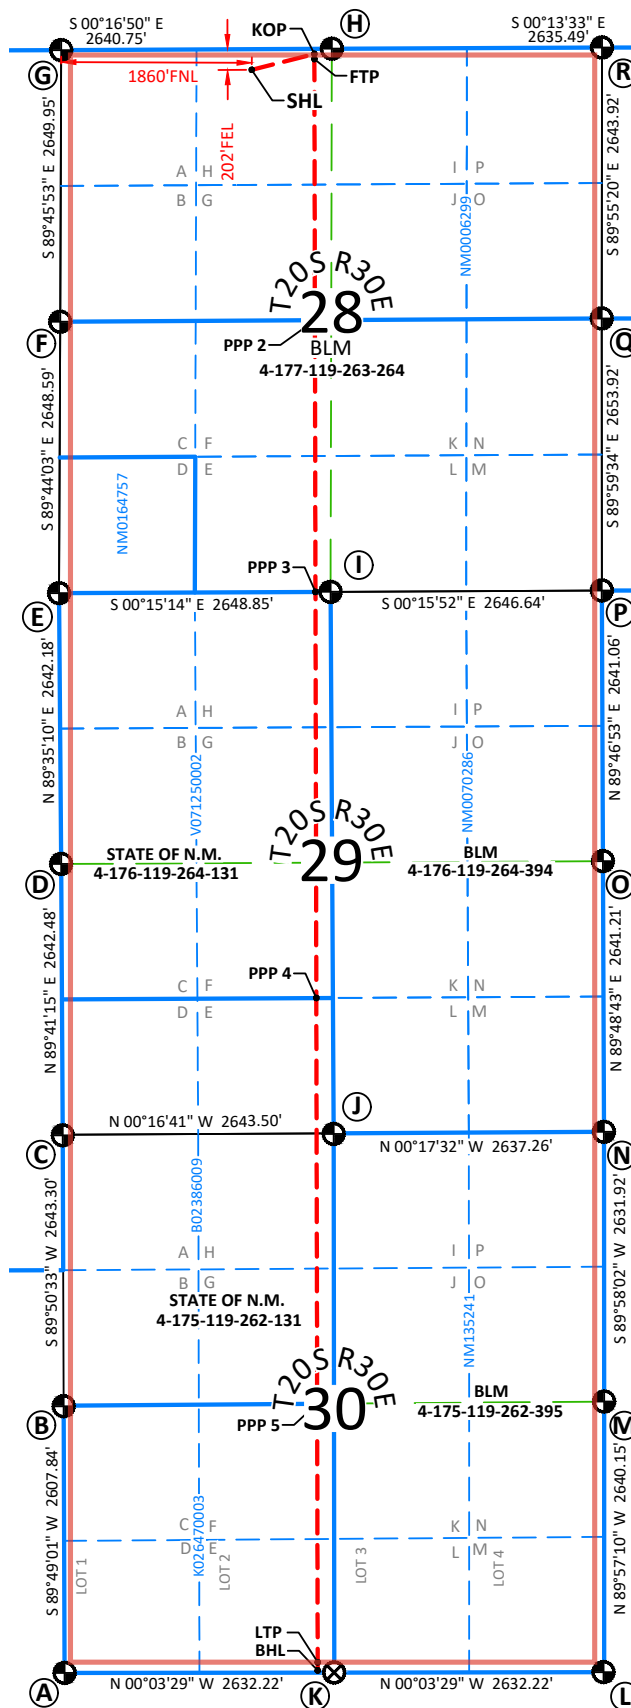 S 00°16'50" E
2640.75'
H
S 00°13'33" E
2635.49'
KOP
G
R
1860'FNL
FTP
SHL
202'FEL
S 89°45'53" E 2649.95'
S 89°55'20" E 2643.92'
A H
B G
I P
J O
NM0006299
T20S R30E
28
F
Q
PPP 2
BLM
4-177-119-263-264
S 89°44'03" E 2648.59'
S 89°59'34" E 2653.92'
C F
D E
K N
L M
NM0164757
PPP 3
I
E
P
S 00°15'14" E 2648.85'
S 00°15'52" E 2646.64'
N 89°35'10" E 2642.18'
N 89°46'53" E 2641.06'
A H
B G
I P
J O
V071250002
NM0070286
T20S R30E
29
STATE OF N.M.
4-176-119-264-131
BLM
4-176-119-264-394
D
O
N 89°41'15" E 2642.48'
N 89°48'43" E 2641.21'
PPP 4
C F
D E
K N
L M
J
N 00°16'41" W 2643.50'
C
N
N 00°17'32" W 2637.26'
B02386009
S 89°50'33" W 2643.30'
S 89°58'02" W 2631.92'
A H
B G
I P
J O
STATE OF N.M.
4-175-119-262-131
NM135241
T20S R30E
30
BLM
4-175-119-262-395
B
M
PPP 5
S 89°49'01" W 2607.84'
N 89°57'10" W 2640.15'
K026470003
C F
D E
K N
L M
LOT 1
LOT 2
LOT 3
LOT 4
LTP
BHL
A
N 00°03'29" W 2632.22'
K
N 00°03'29" W 2632.22'
L